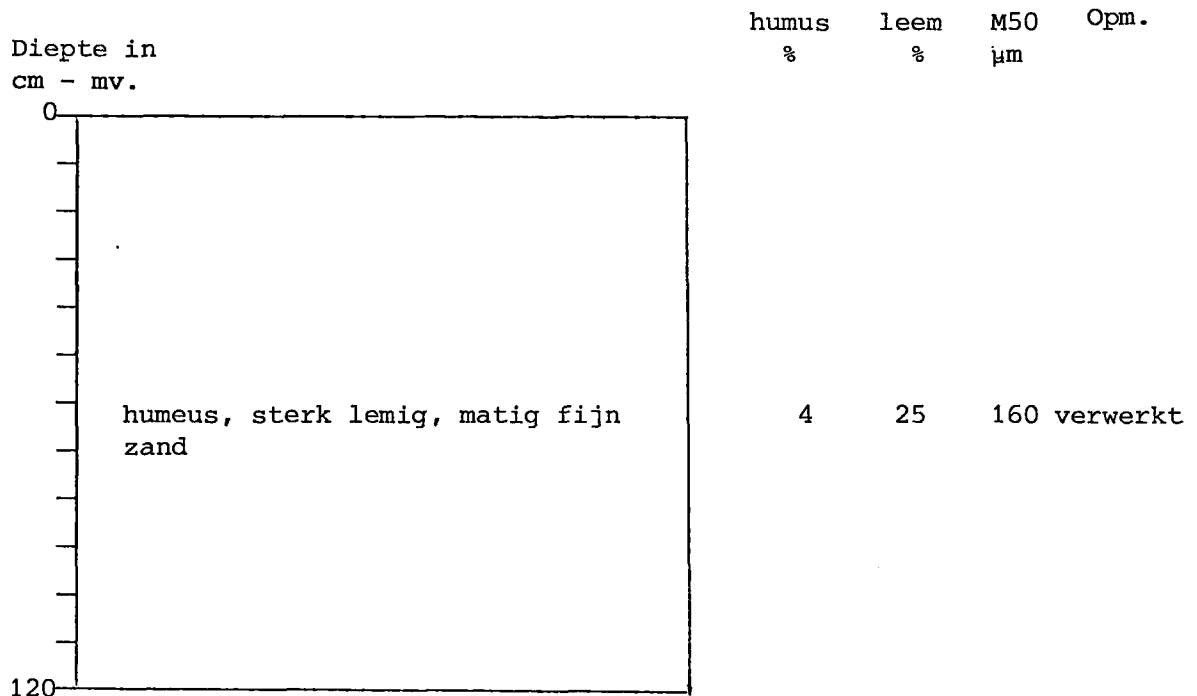 humus leem M50 Opm.
Diepte in % % µm
cm - mv.
0
humeus, sterk lemig, matig fijn 4 25 160 verwerkt
zand
120